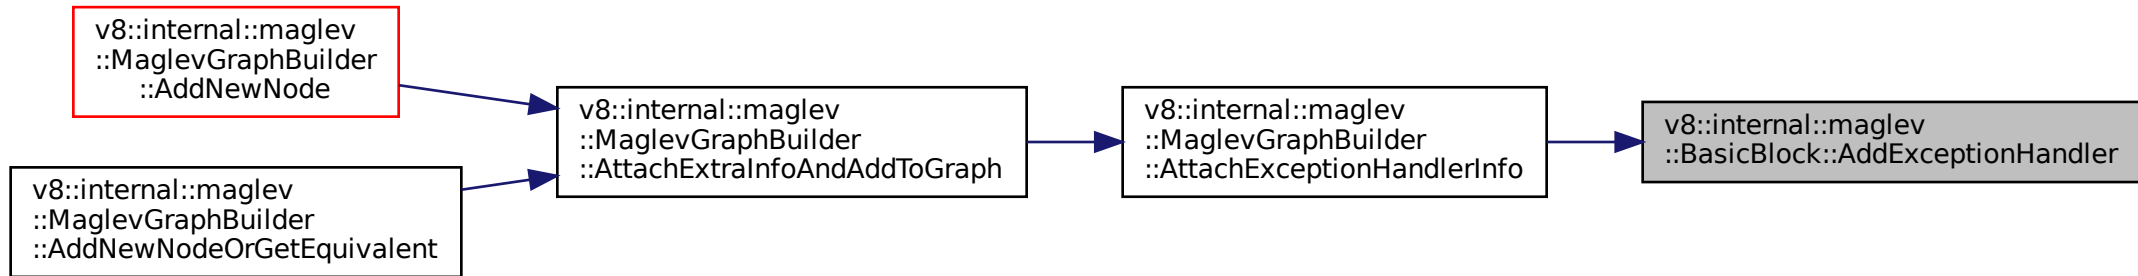 v8::internal::maglev
::MaglevGraphBuilder
::AddNewNode
v8::internal::maglev
::MaglevGraphBuilder
::AddNewNodeOrGetEquivalent
v8::internal::maglev
::MaglevGraphBuilder
::AttachExtraInfoAndAddToGraph
v8::internal::maglev
::MaglevGraphBuilder
::AttachExceptionHandlerInfo
v8::internal::maglev
::BasicBlock::AddExceptionHandler